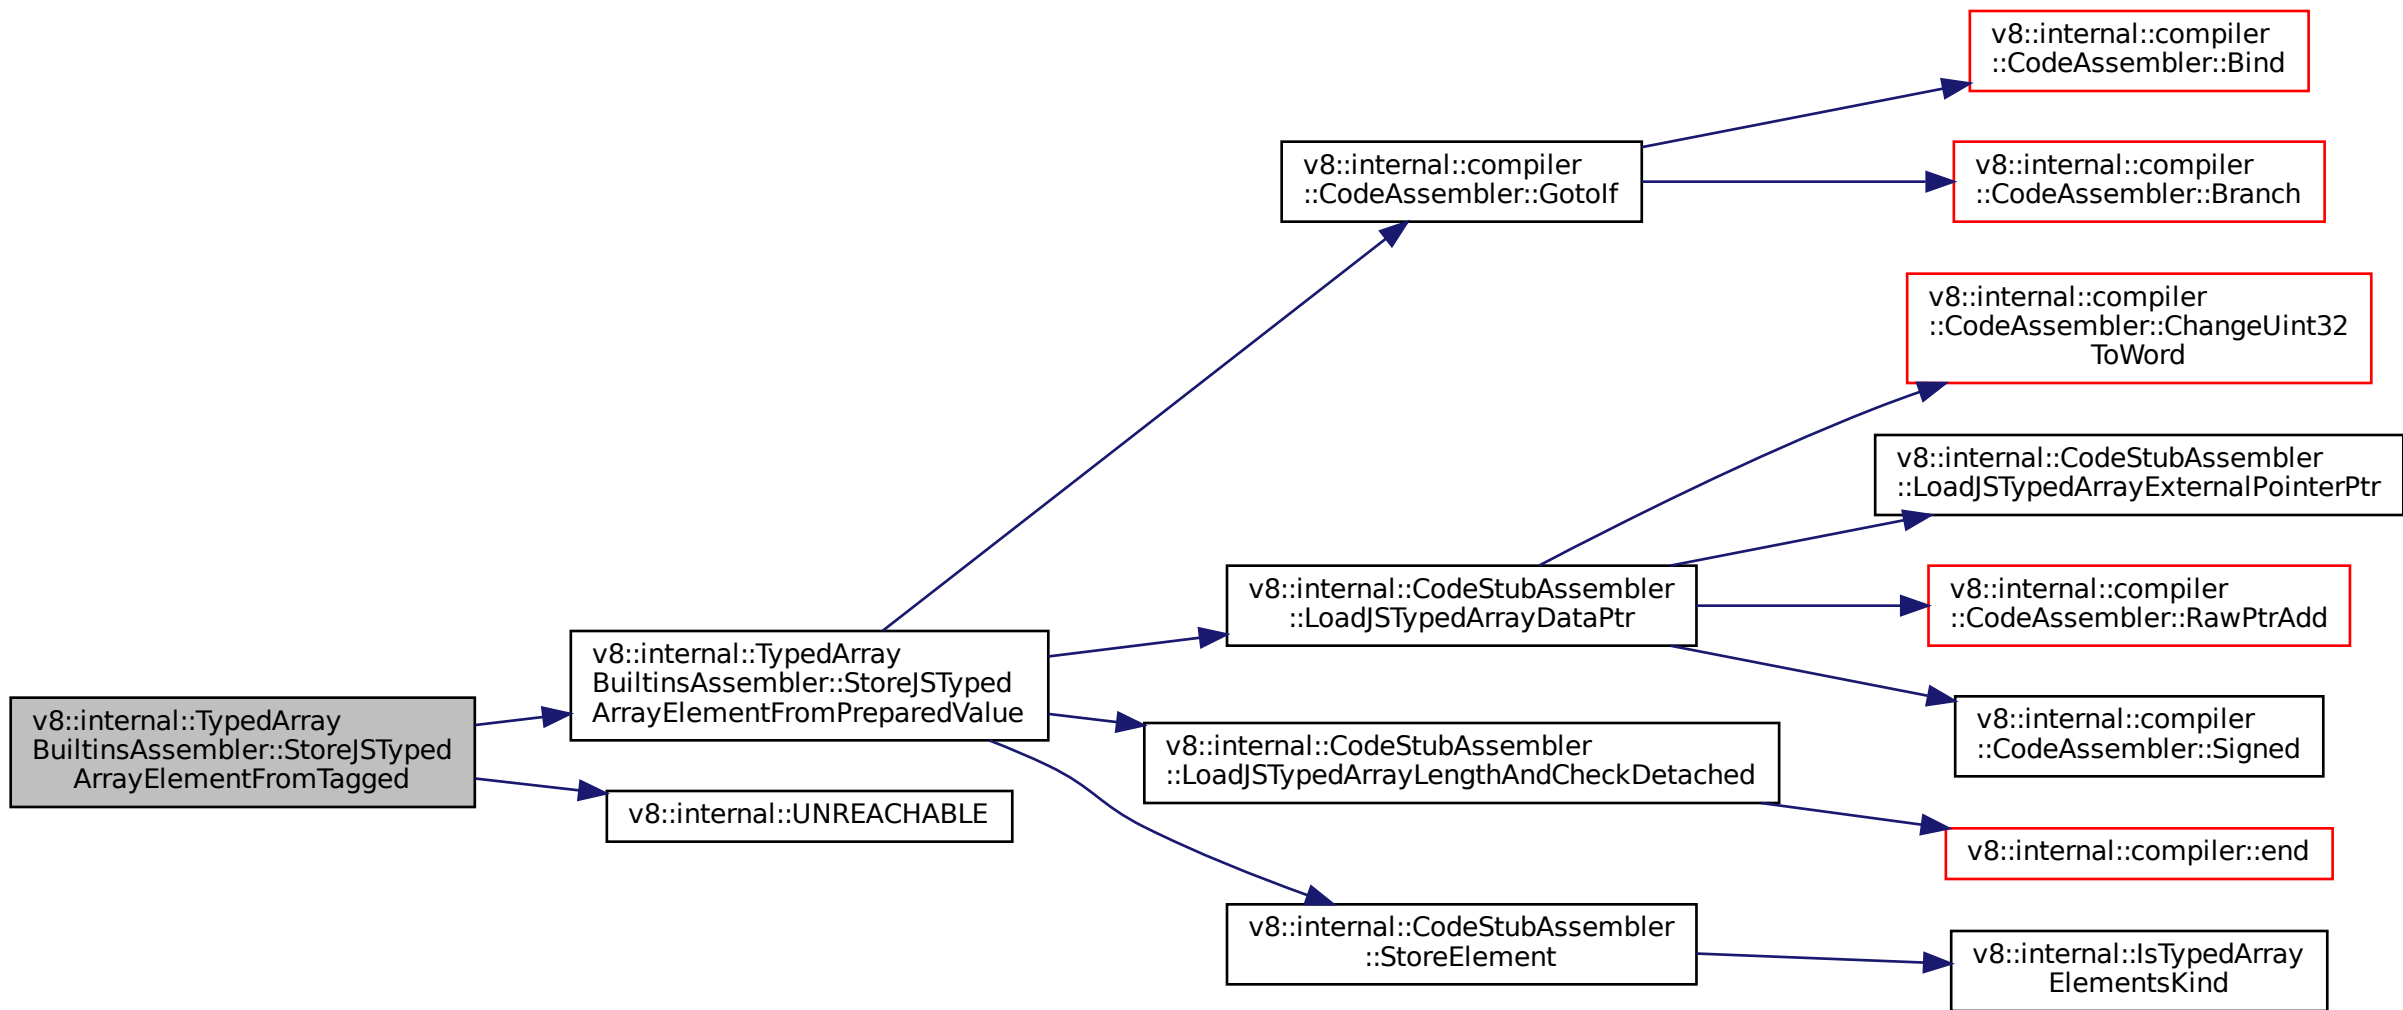 v8::internal::TypedArray
BuiltinsAssembler::StoreJSTyped
ArrayElementFromTagged
v8::internal::TypedArray
BuiltinsAssembler::StoreJSTyped
ArrayElementFromPreparedValue
v8::internal::UNREACHABLE
v8::internal::compiler
::CodeAssembler::GotoIf
v8::internal::CodeStubAssembler
::LoadJSTypedArrayDataPtr
v8::internal::CodeStubAssembler
::LoadJSTypedArrayLengthAndCheckDetached
v8::internal::CodeStubAssembler
::StoreElement
v8::internal::compiler
::CodeAssembler::Bind
v8::internal::compiler
::CodeAssembler::Branch
v8::internal::compiler
::CodeAssembler::ChangeUint32
ToWord
v8::internal::CodeStubAssembler
::LoadJSTypedArrayExternalPointerPtr
v8::internal::compiler
::CodeAssembler::RawPtrAdd
v8::internal::compiler
::CodeAssembler::Signed
v8::internal::compiler::end
v8::internal::IsTypedArray
ElementsKind